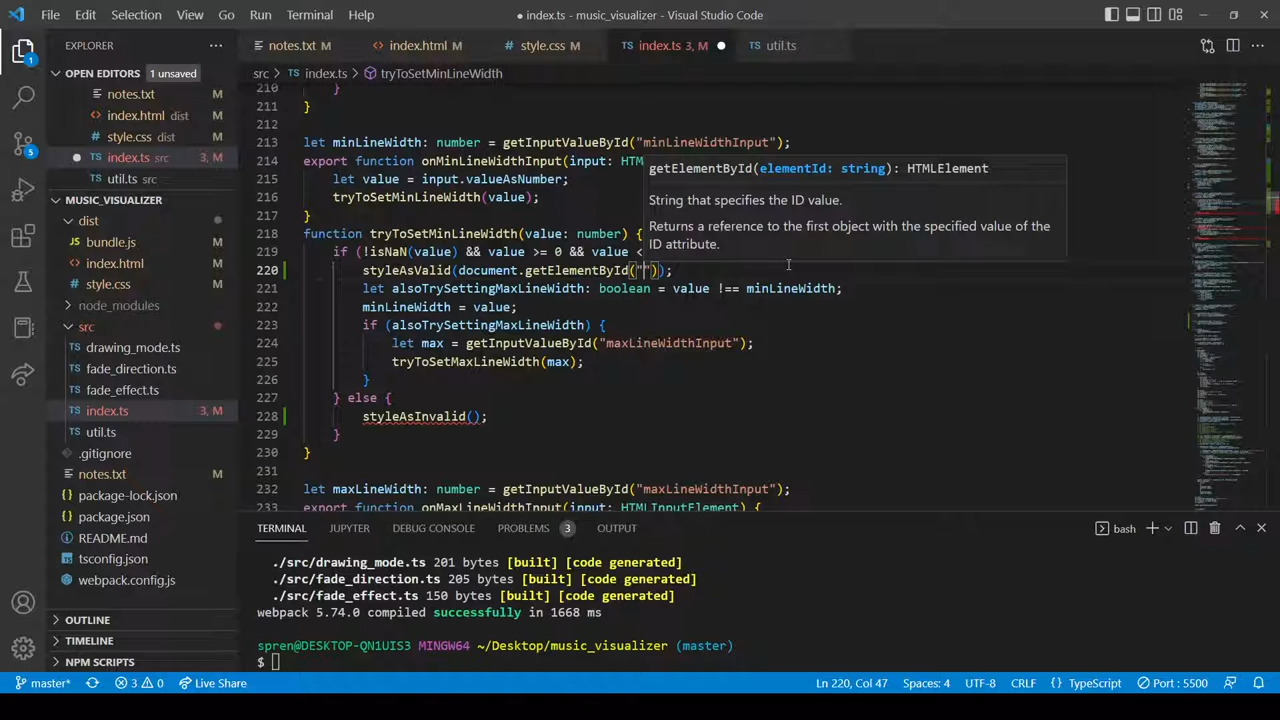 File Edit Selection View Go Run Terminal Help
● index.ts - music_visualizer - Visual Studio Code
EXPLORER ···
OPEN EDITORS 1 unsaved
notes.txt M
index.html dist M
style.css dist M
index.ts src 3, M
util.ts src
MUSIC_VISUALIZER
dist
bundle.js M
index.html M
style.css M
node_modules
src
drawing_mode.ts M
fade_direction.ts M
fade_effect.ts M
index.ts 3, M
util.ts
.gitignore
notes.txt M
package-lock.json M
package.json M
README.md M
tsconfig.json M
webpack.config.js M
OUTLINE
TIMELINE
NPM SCRIPTS
1
5
notes.txt M index.html M style.css M index.ts 3, M ● util.ts
src > index.ts > tryToSetMinLineWidth
210 }
211 }
212
213 let minLineWidth: number = getInputValueById("minLineWidthInput");
214 export function onMinLineWidthInput(input: HTM
215 let value = input.valueAsNumber;
216 tryToSetMinLineWidth(value);
217 }
218 function tryToSetMinLineWidth(value: number) {
219 if (!isNaN(value) && value >= 0 && value <
220 styleAsValid(document.getElementById(""));
221 let alsoTrySettingMaxLineWidth: boolean = value !== minLineWidth;
222 minLineWidth = value;
223 if (alsoTrySettingMaxLineWidth) {
224 let max = getInputValueById("maxLineWidthInput");
225 tryToSetMaxLineWidth(max);
226 }
227 } else {
228 styleAsInvalid();
229 }
230 }
231
232 let maxLineWidth: number = getInputValueById("maxLineWidthInput");
233 export function onMaxLineWidthInput(input: HTMLInputElement) {
getElementById(elementId: string): HTMLElement
String that specifies the ID value.
Returns a reference to the first object with the specified value of the
ID attribute.
TERMINAL JUPYTER DEBUG CONSOLE PROBLEMS 3 OUTPUT
bash
./src/drawing_mode.ts 201 bytes [built] [code generated]
./src/fade_direction.ts 205 bytes [built] [code generated]
./src/fade_effect.ts 150 bytes [built] [code generated]
webpack 5.74.0 compiled successfully in 1668 ms
spren@DESKTOP-QN1UIS3 MINGW64 ~/Desktop/music_visualizer (master)
$
master* 3 0 Live Share Ln 220, Col 47 Spaces: 4 UTF-8 CRLF {} TypeScript Port : 5500